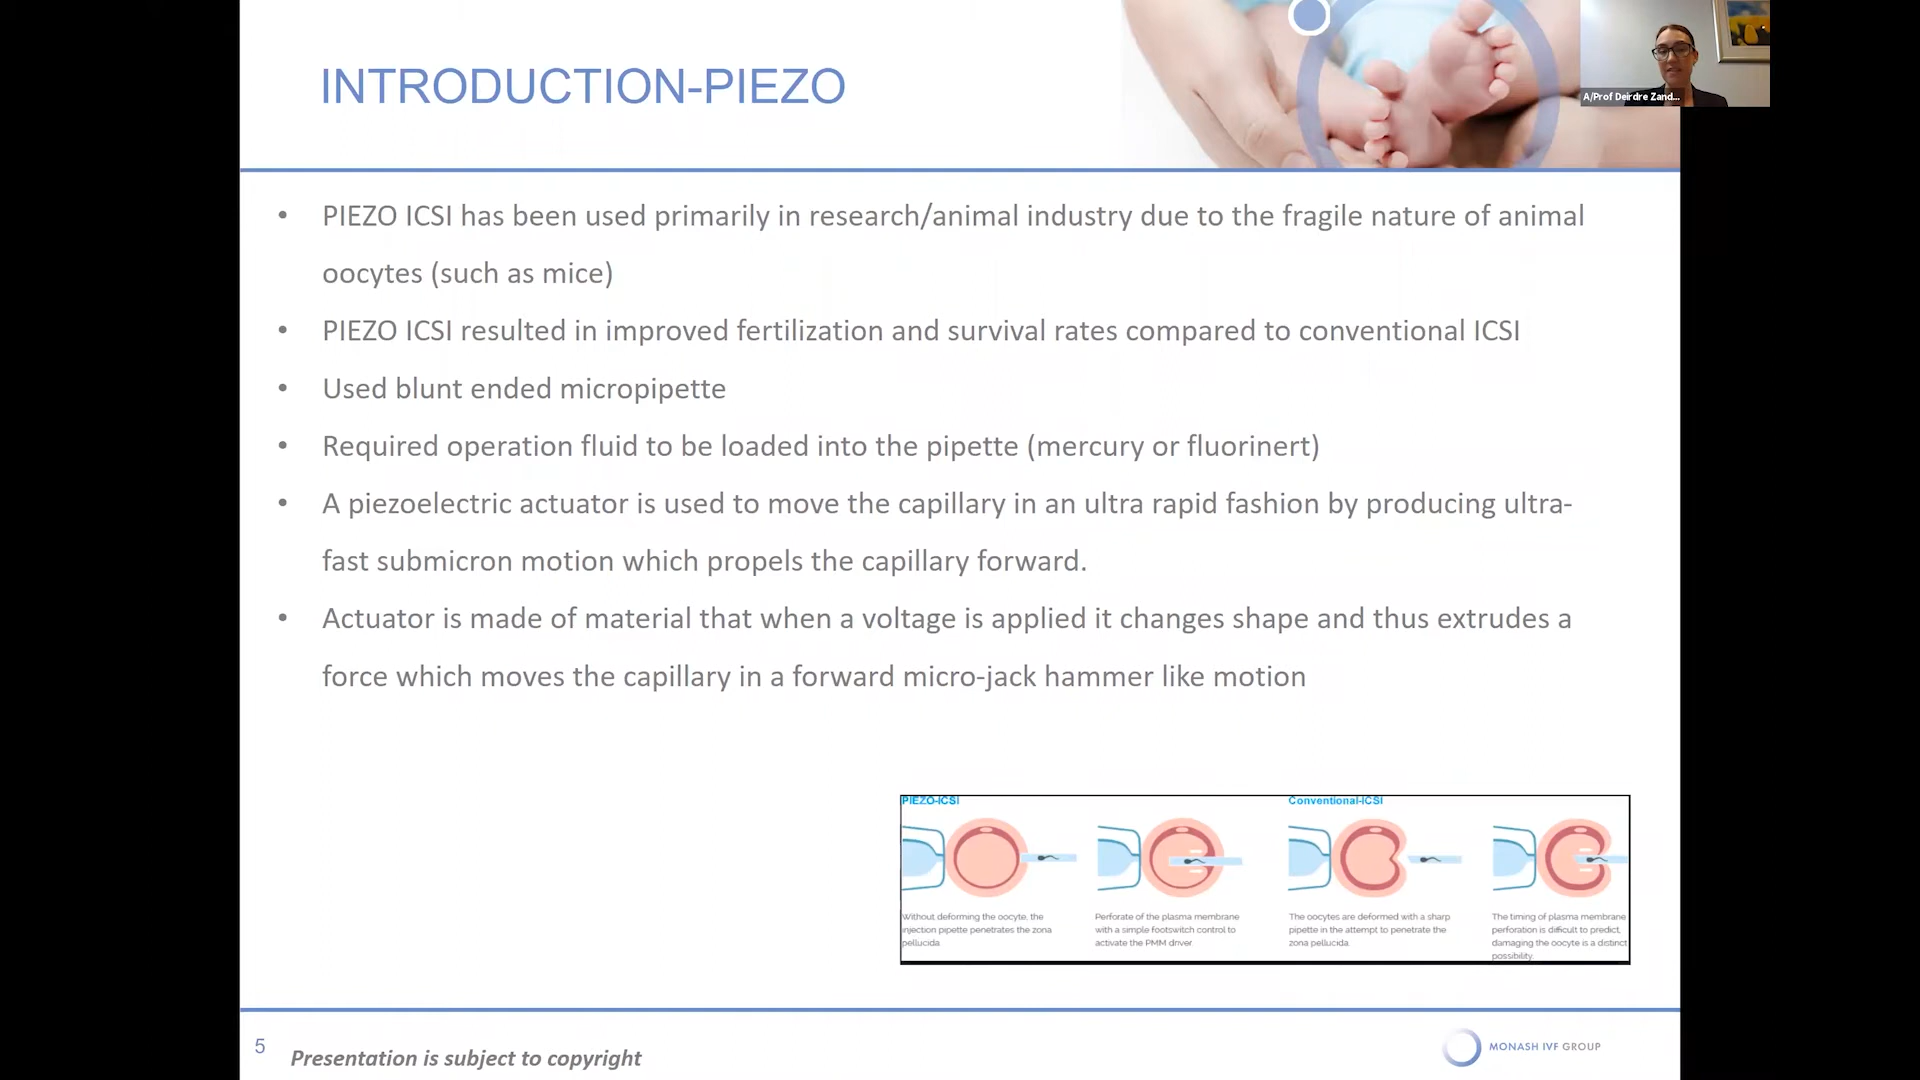 INTRODUCTION-PIEZO
A/Prof Deirdre Zand...
• PIEZO ICSI has been used primarily in research/animal industry due to the fragile nature of animal
oocytes (such as mice)
• PIEZO ICSI resulted in improved fertilization and survival rates compared to conventional ICSI
• Used blunt ended micropipette
• Required operation fluid to be loaded into the pipette (mercury or fluorinert)
• A piezoelectric actuator is used to move the capillary in an ultra rapid fashion by producing ultra-
fast submicron motion which propels the capillary forward.
• Actuator is made of material that when a voltage is applied it changes shape and thus extrudes a
force which moves the capillary in a forward micro-jack hammer like motion
PIEZO-ICSI
Without deforming the oocyte, the
injection pipette penetrates the zona
pellucida
Perforate of the plasma membrane
with a simple footswitch control to
activate the PMM driver
Conventional-ICSI
The oocytes are deformed with a sharp
pipette in the attempt to penetrate the
zona pellucida
The timing of plasma membrane
perforation is difficult to predict,
damaging the oocyte is a distinct
possibility.
5
Presentation is subject to copyright
MONASH IVF GROUP